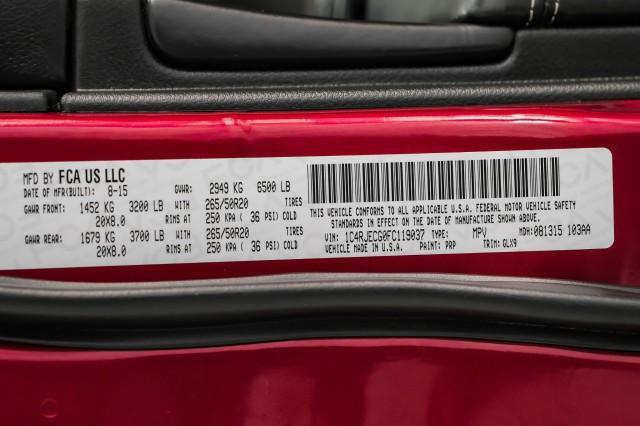 MFD BY FCA US LLC
DATE OF MFR(BUILT): 8-15 GVWR: 2949 KG 6500 LB
GAWR FRONT: 1452 KG 3200 LB WITH 265/50R20 TIRES
20X8.0 RIMS AT 250 KPA ( 36 PSI) COLD
GAWR REAR: 1679 KG 3700 LB WITH 265/50R20 TIRES
20X8.0 RIMS AT 250 KPA ( 36 PSI) COLD
THIS VEHICLE CONFORMS TO ALL APPLICABLE U.S.A. FEDERAL MOTOR VEHICLE SAFETY
STANDARDS IN EFFECT ON THE DATE OF MANUFACTURE SHOWN ABOVE.
VIN: 1C4RJECG0FC119037 TYPE: MPV MDH: 081315 103AA
VEHICLE MADE IN U.S.A. PAINT: PRP TRIM: GLX9